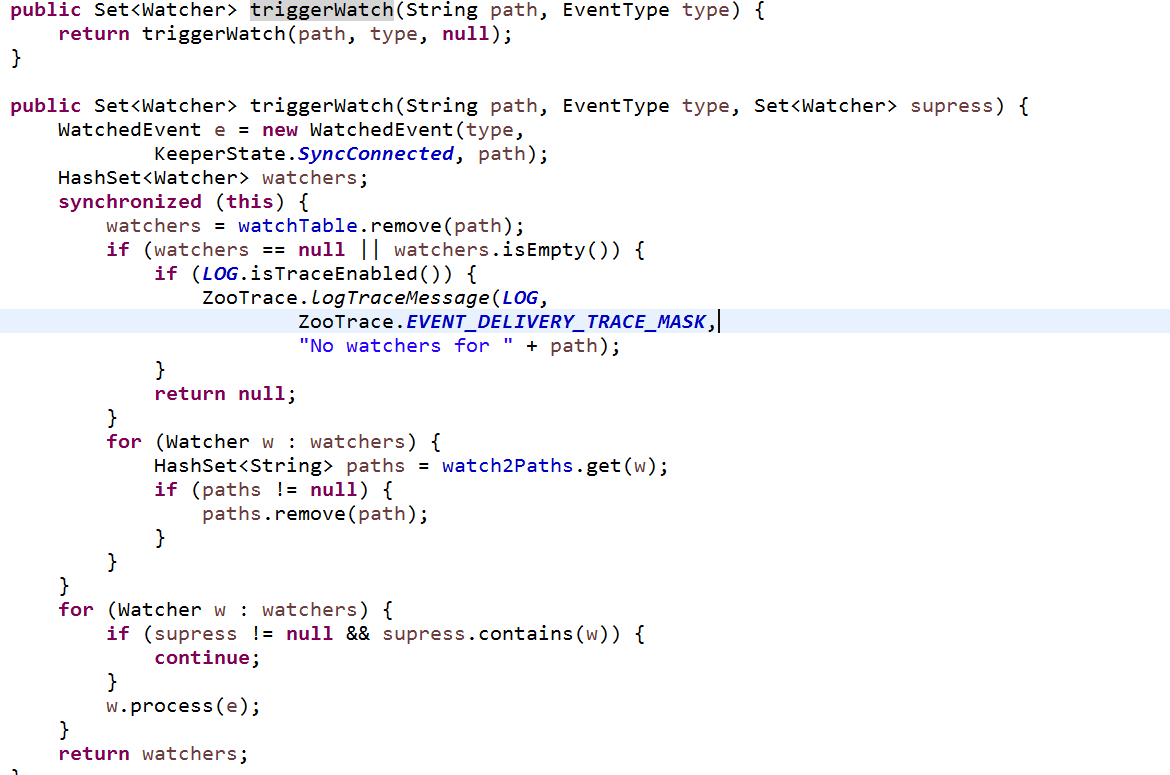 public Set<Watcher> triggerWatch(String path, EventType type) {
    return triggerWatch(path, type, null);
}

public Set<Watcher> triggerWatch(String path, EventType type, Set<Watcher> supress) {
    WatchedEvent e = new WatchedEvent(type,
            KeeperState.SyncConnected, path);
    HashSet<Watcher> watchers;
    synchronized (this) {
        watchers = watchTable.remove(path);
        if (watchers == null || watchers.isEmpty()) {
            if (LOG.isTraceEnabled()) {
                ZooTrace.logTraceMessage(LOG,
                        ZooTrace.EVENT_DELIVERY_TRACE_MASK,
                        "No watchers for " + path);
            }
            return null;
        }
        for (Watcher w : watchers) {
            HashSet<String> paths = watch2Paths.get(w);
            if (paths != null) {
                paths.remove(path);
            }
        }
    }
    for (Watcher w : watchers) {
        if (supress != null && supress.contains(w)) {
            continue;
        }
        w.process(e);
    }
    return watchers;
}